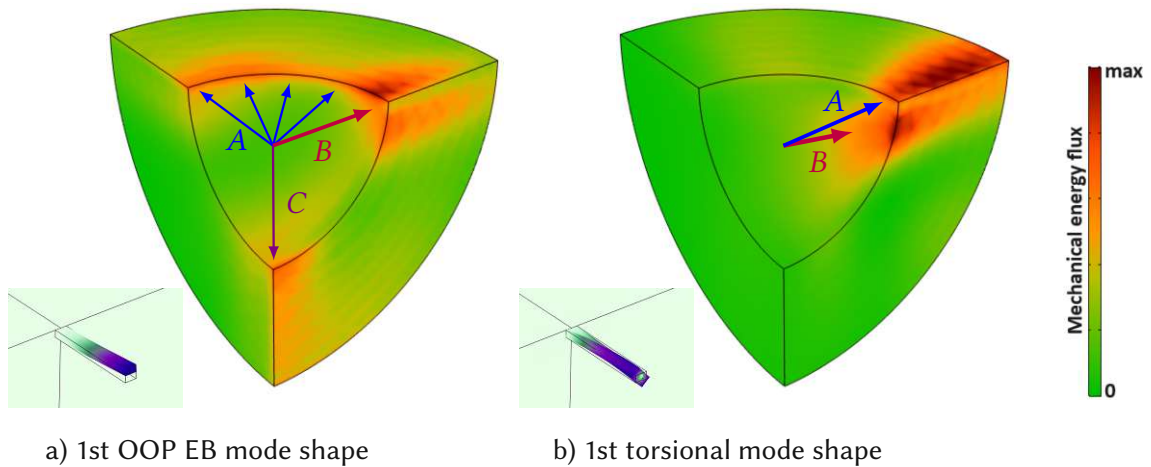 A
B
C
A
B
max
Mechanical energy flux
0
a) 1st OOP EB mode shape
b) 1st torsional mode shape